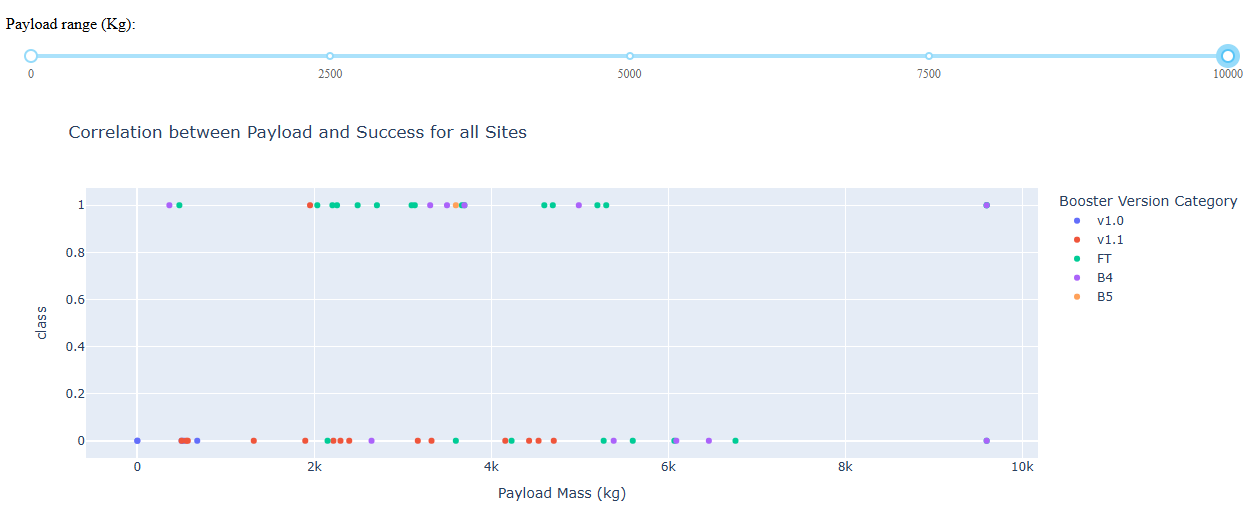 Payload range (Kg):
0 2500 5000 7500 10000
Correlation between Payload and Success for all Sites
Booster Version Category
v1.0
v1.1
FT
B4
B5
1
0.8
0.6
0.4
0.2
0
class
0 2k 4k 6k 8k 10k
Payload Mass (kg)